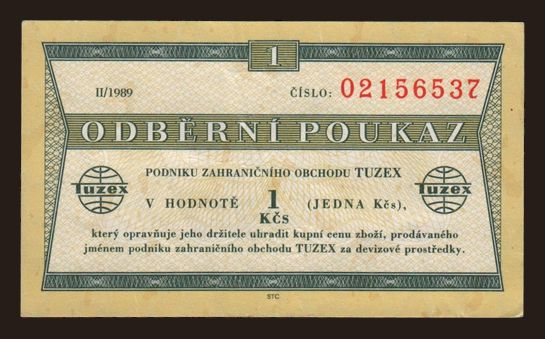 1
II/1989 ČÍSLO: 02156537
ODBĚRNÍ POUKAZ
PODNIKU ZAHRANIČNÍHO OBCHODU TUZEX
Tuzex V HODNOTĚ 1 (JEDNA Kčs), Tuzex
KČS
který opravňuje jeho držitele uhradit kupní cenu zboží, prodávaného
jménem podniku zahraničního obchodu TUZEX za devizové prostředky.
STC